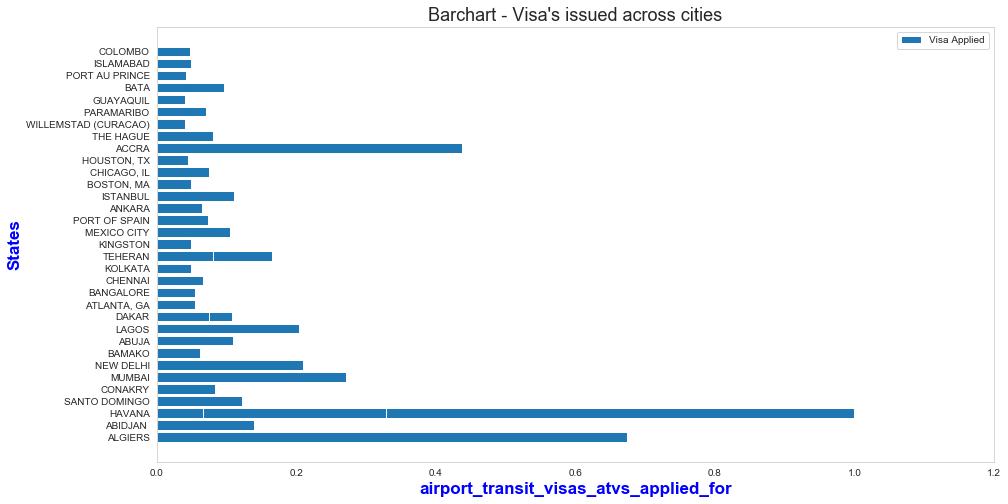 Barchart - Visa's issued across cities
Visa Applied
States
COLOMBO
ISLAMABAD
PORT AU PRINCE
BATA
GUAYAQUIL
PARAMARIBO
WILLEMSTAD (CURACAO)
THE HAGUE
ACCRA
HOUSTON, TX
CHICAGO, IL
BOSTON, MA
ISTANBUL
ANKARA
PORT OF SPAIN
MEXICO CITY
KINGSTON
TEHERAN
KOLKATA
CHENNAI
BANGALORE
ATLANTA, GA
DAKAR
LAGOS
ABUJA
BAMAKO
NEW DELHI
MUMBAI
CONAKRY
SANTO DOMINGO
HAVANA
ABIDJAN
ALGIERS
0.0 0.2 0.4 0.6 0.8 1.0 1.2
airport_transit_visas_atvs_applied_for